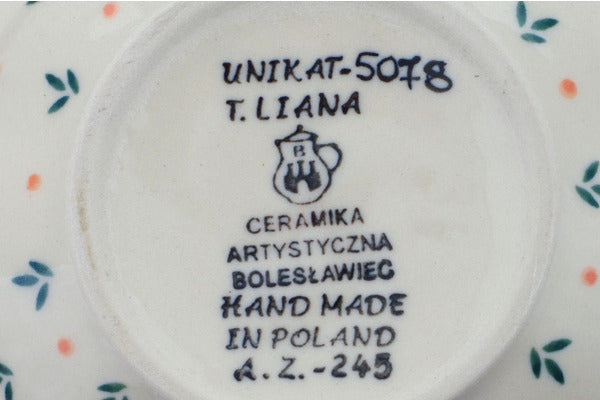 UNIKAT-5078
T. LIANA
B
CERAMIKA
ARTYSTYCZNA
BOLESŁAWIEC
HAND MADE
IN POLAND
A.Z.-245